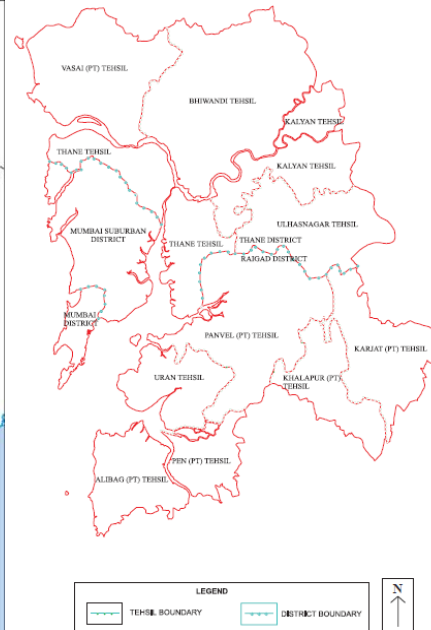 VASAI (PT) TEHSIL
BHIWANDI TEHSIL
KALYAN TEHSIL
THANE TEHSIL
KALYAN TEHSIL
ULHASNAGAR TEHSIL
MUMBAI SUBURBAN
DISTRICT
THANE TEHSIL
THANE DISTRICT
RAIGAD DISTRICT
MUMBAI
DISTRICT
PANVEL (PT) TEHSIL
KARJAT (PT) TEHSIL
URAN TEHSIL
KHALAPUR (PT)
TEHSIL
PEN (PT) TEHSIL
ALIBAG (PT) TEHSIL
LEGEND
TEHSIL BOUNDARY
DISTRICT BOUNDARY
N